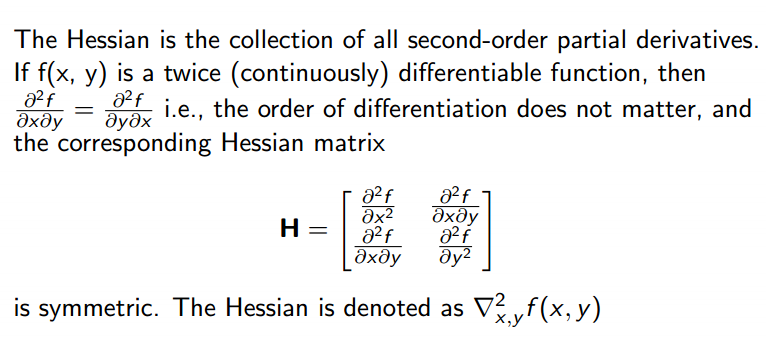 The Hessian is the collection of all second-order partial derivatives.
If f(x, y) is a twice (continuously) differentiable function, then
∂²f/∂x∂y = ∂²f/∂y∂x i.e., the order of differentiation does not matter, and
the corresponding Hessian matrix
H = [ ∂²f/∂x² ∂²f/∂x∂y
∂²f/∂x∂y ∂²f/∂y² ]
is symmetric. The Hessian is denoted as ∇²x,y f(x, y)